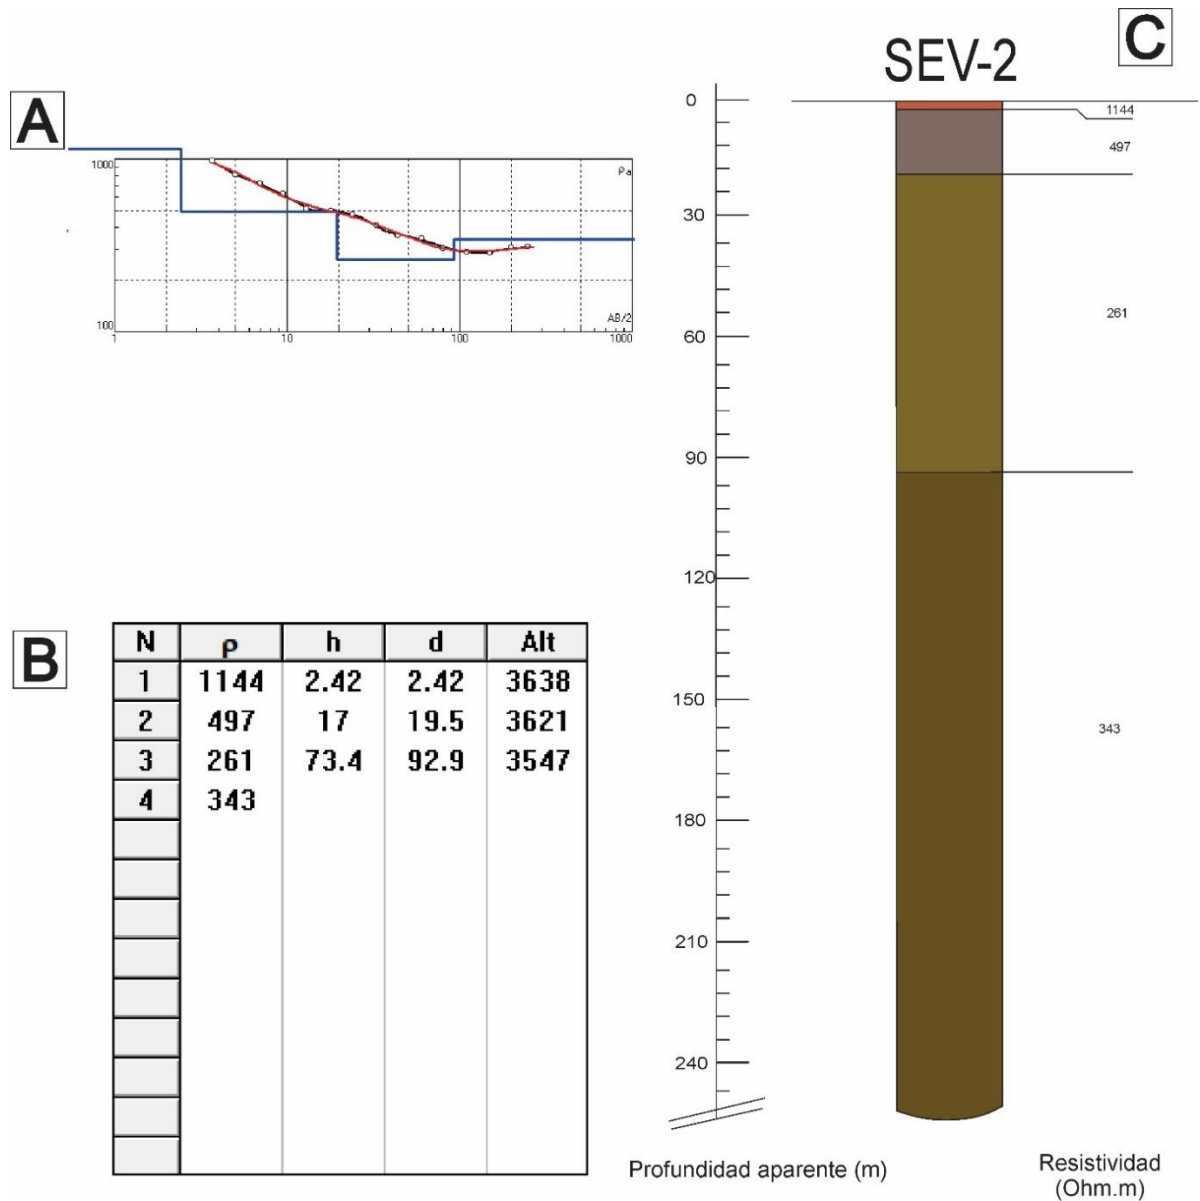 A
1000
Pa
100
AB/2
1
10
100
1000
B
N ρ h d Alt
1 1144 2.42 2.42 3638
2 497 17 19.5 3621
3 261 73.4 92.9 3547
4 343
C
SEV-2
0
30
60
90
120
150
180
210
240
1144
497
261
343
Profundidad aparente (m)
Resistividad
(Ohm.m)